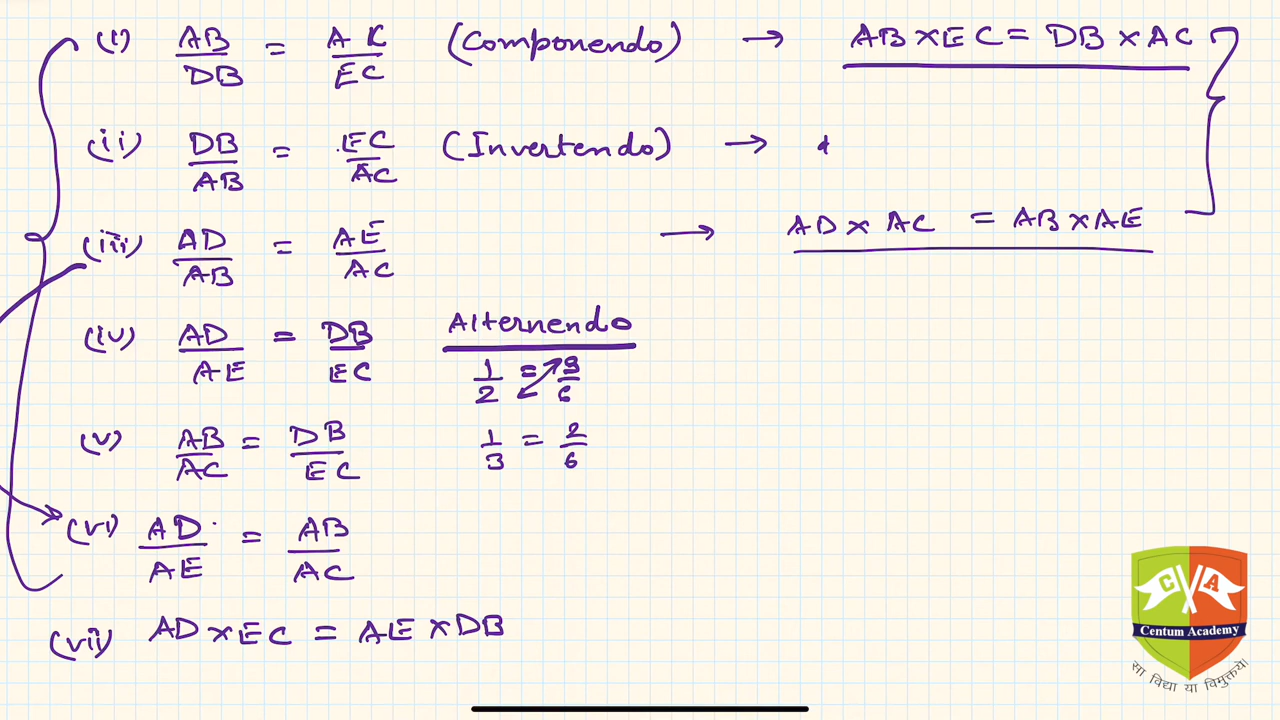 (i) AB/DB = AC/EC (Componendo) → AB×EC = DB×AC
(ii) DB/AB = EC/AC (Invertendo) →
(iii) AD/AB = AE/AC → AD×AC = AB×AE
(iv) AD/AE = DB/EC Alternendo
1/2 = 3/6
(v) AB/AC = DB/EC 1/3 = 2/6
(vi) AD/AE = AB/AC
(vii) AD×EC = AE×DB
C A
Centum Academy
सा विद्या या विमुक्तये